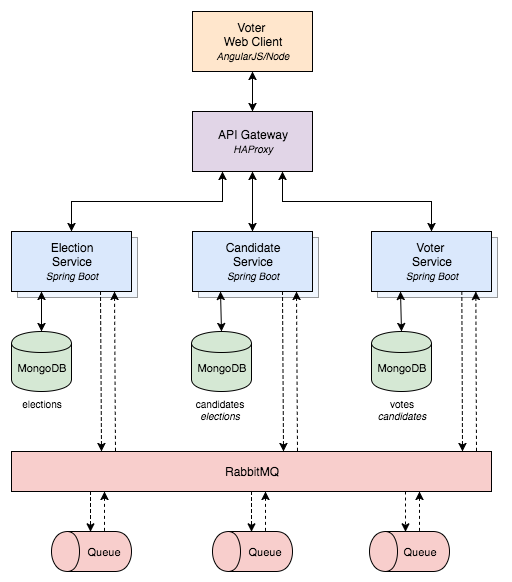 Voter
Web Client
AngularJS/Node
API Gateway
HAProxy
Election
Service
Spring Boot
Candidate
Service
Spring Boot
Voter
Service
Spring Boot
MongoDB
MongoDB
MongoDB
elections
candidates
elections
votes
candidates
RabbitMQ
Queue
Queue
Queue